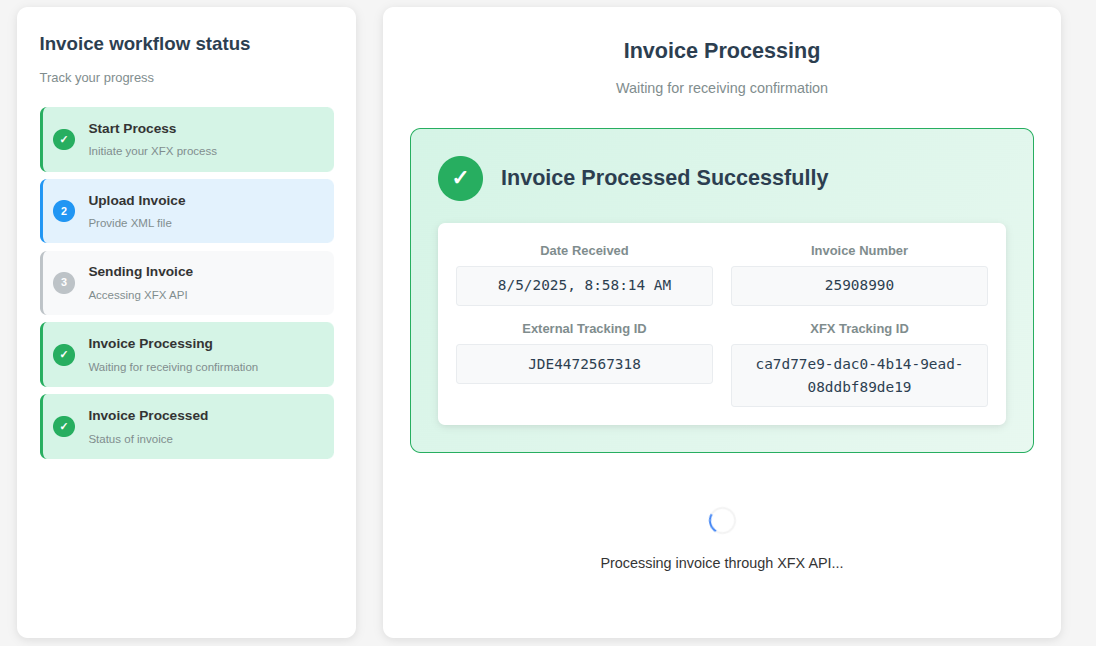 Invoice workflow status
Track your progress
✓
Start Process
Initiate your XFX process
2
Upload Invoice
Provide XML file
3
Sending Invoice
Accessing XFX API
✓
Invoice Processing
Waiting for receiving confirmation
✓
Invoice Processed
Status of invoice
Invoice Processing
Waiting for receiving confirmation
✓
Invoice Processed Successfully
Date Received
8/5/2025, 8:58:14 AM
Invoice Number
25908990
External Tracking ID
JDE4472567318
XFX Tracking ID
ca7d77e9-dac0-4b14-9ead-
08ddbf89de19
Processing invoice through XFX API...